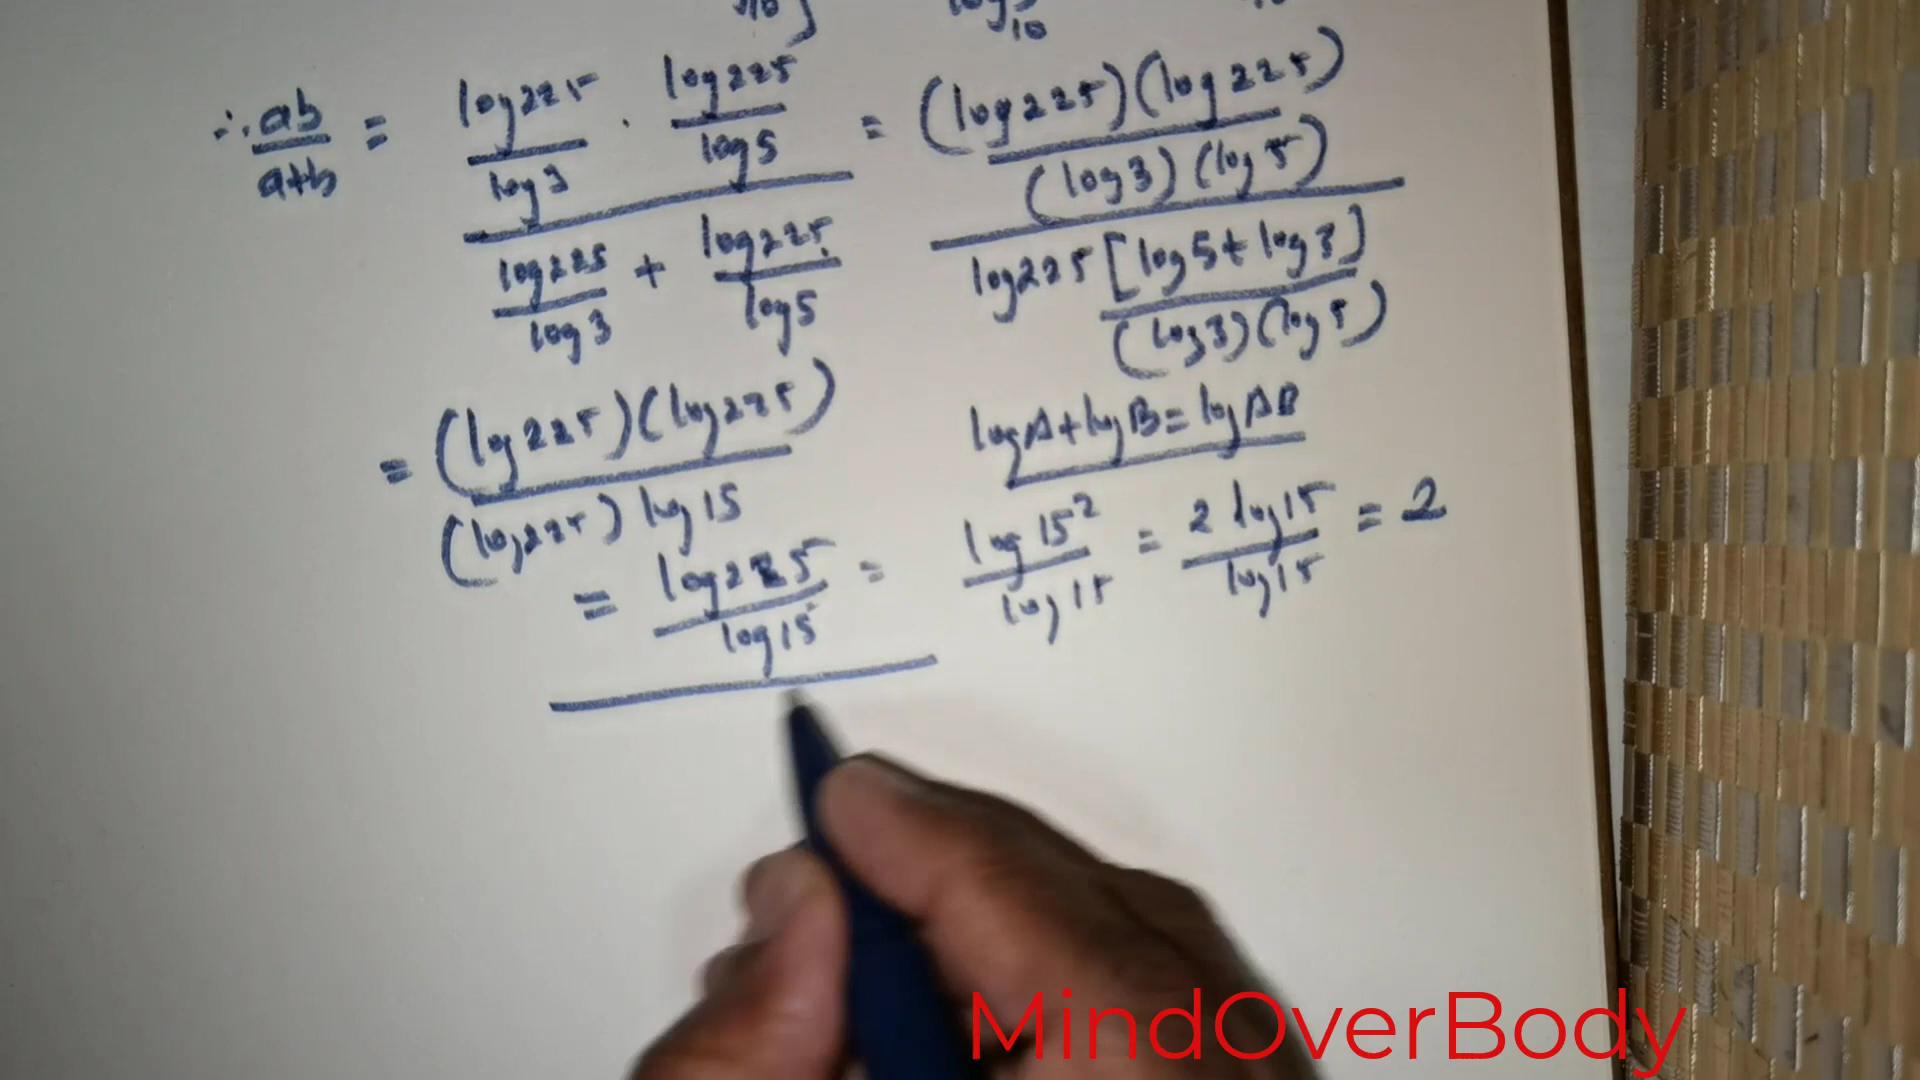 ∴ ab/(a+b) = (log225/log3 · log225/log5) / (log225/log3 + log225/log5) = ((log225)(log225)/(log3)(log5)) / (log225[log5+log3]/(log3)(log5))
= (log225)(log225) / (log225) log15
logA+logB=logAB
= log225/log15 = log15²/log15 = 2log15/log15 = 2
MindOverBody